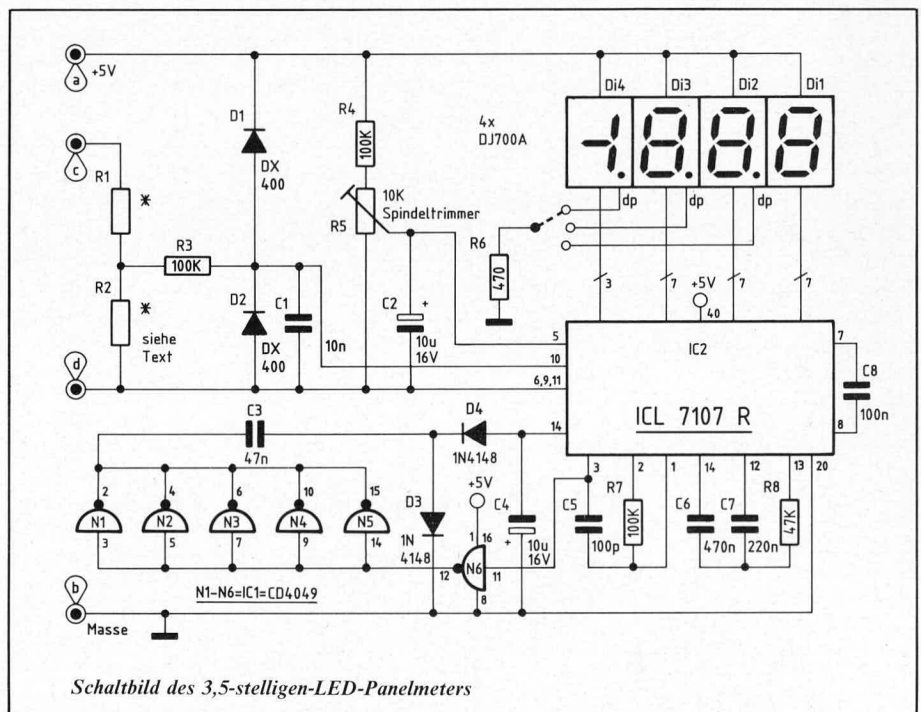 a +5V
c
R1
*
R2
*
siehe
Text
d
R3
100K
D1
DX
400
D2
DX
400
C1
10n
R4
100K
R5
10K
Spindeltrimmer
C2
+
10u
16V
4x
DJ700A
Di4 Di3 Di2 Di1
dp dp dp
R6
470
3 7 7 7
+5V
40
IC2
ICL 7107 R
5
10
6,9,11
14
7
8
C8
100n
3 2 1 14 12 13 20
C5
100p
R7
100K
C6
470n
C7
220n
R8
47K
C3
47n
D4
1N4148
D3
1N
4148
+5V
C4
+
10u
16V
1 16
N6
12
11
8
2 4 6 10 15
N1 N2 N3 N4 N5
3 5 7 9 14
N1-N6=IC1=CD4049
b
Masse
Schaltbild des 3,5-stelligen-LED-Panelmeters